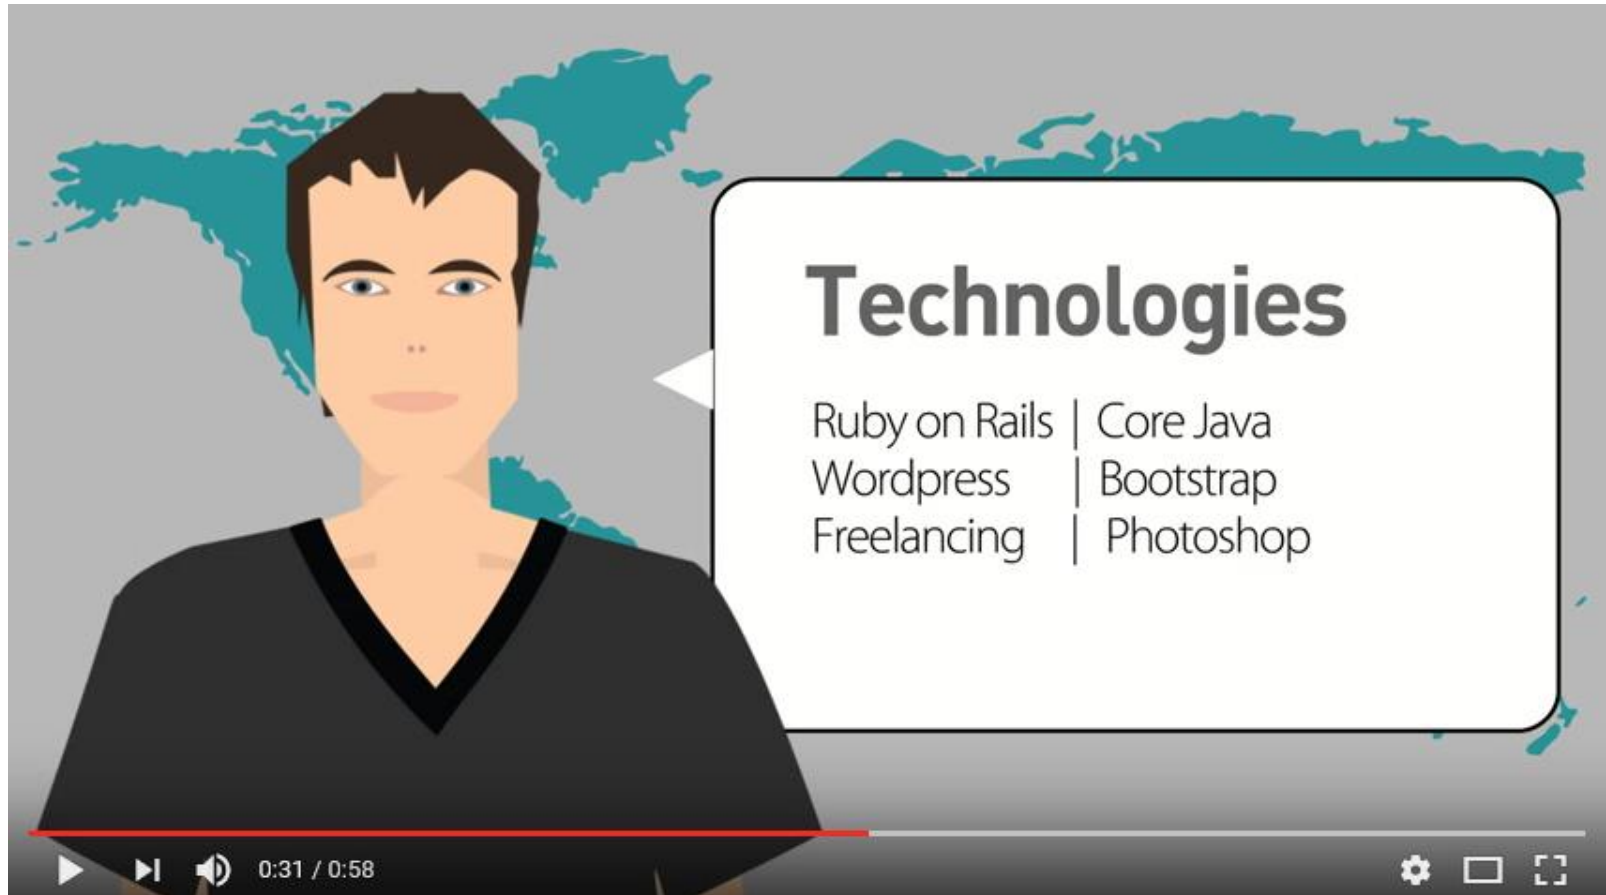 Technologies
Ruby on Rails | Core Java
Wordpress | Bootstrap
Freelancing | Photoshop
0:31 / 0:58